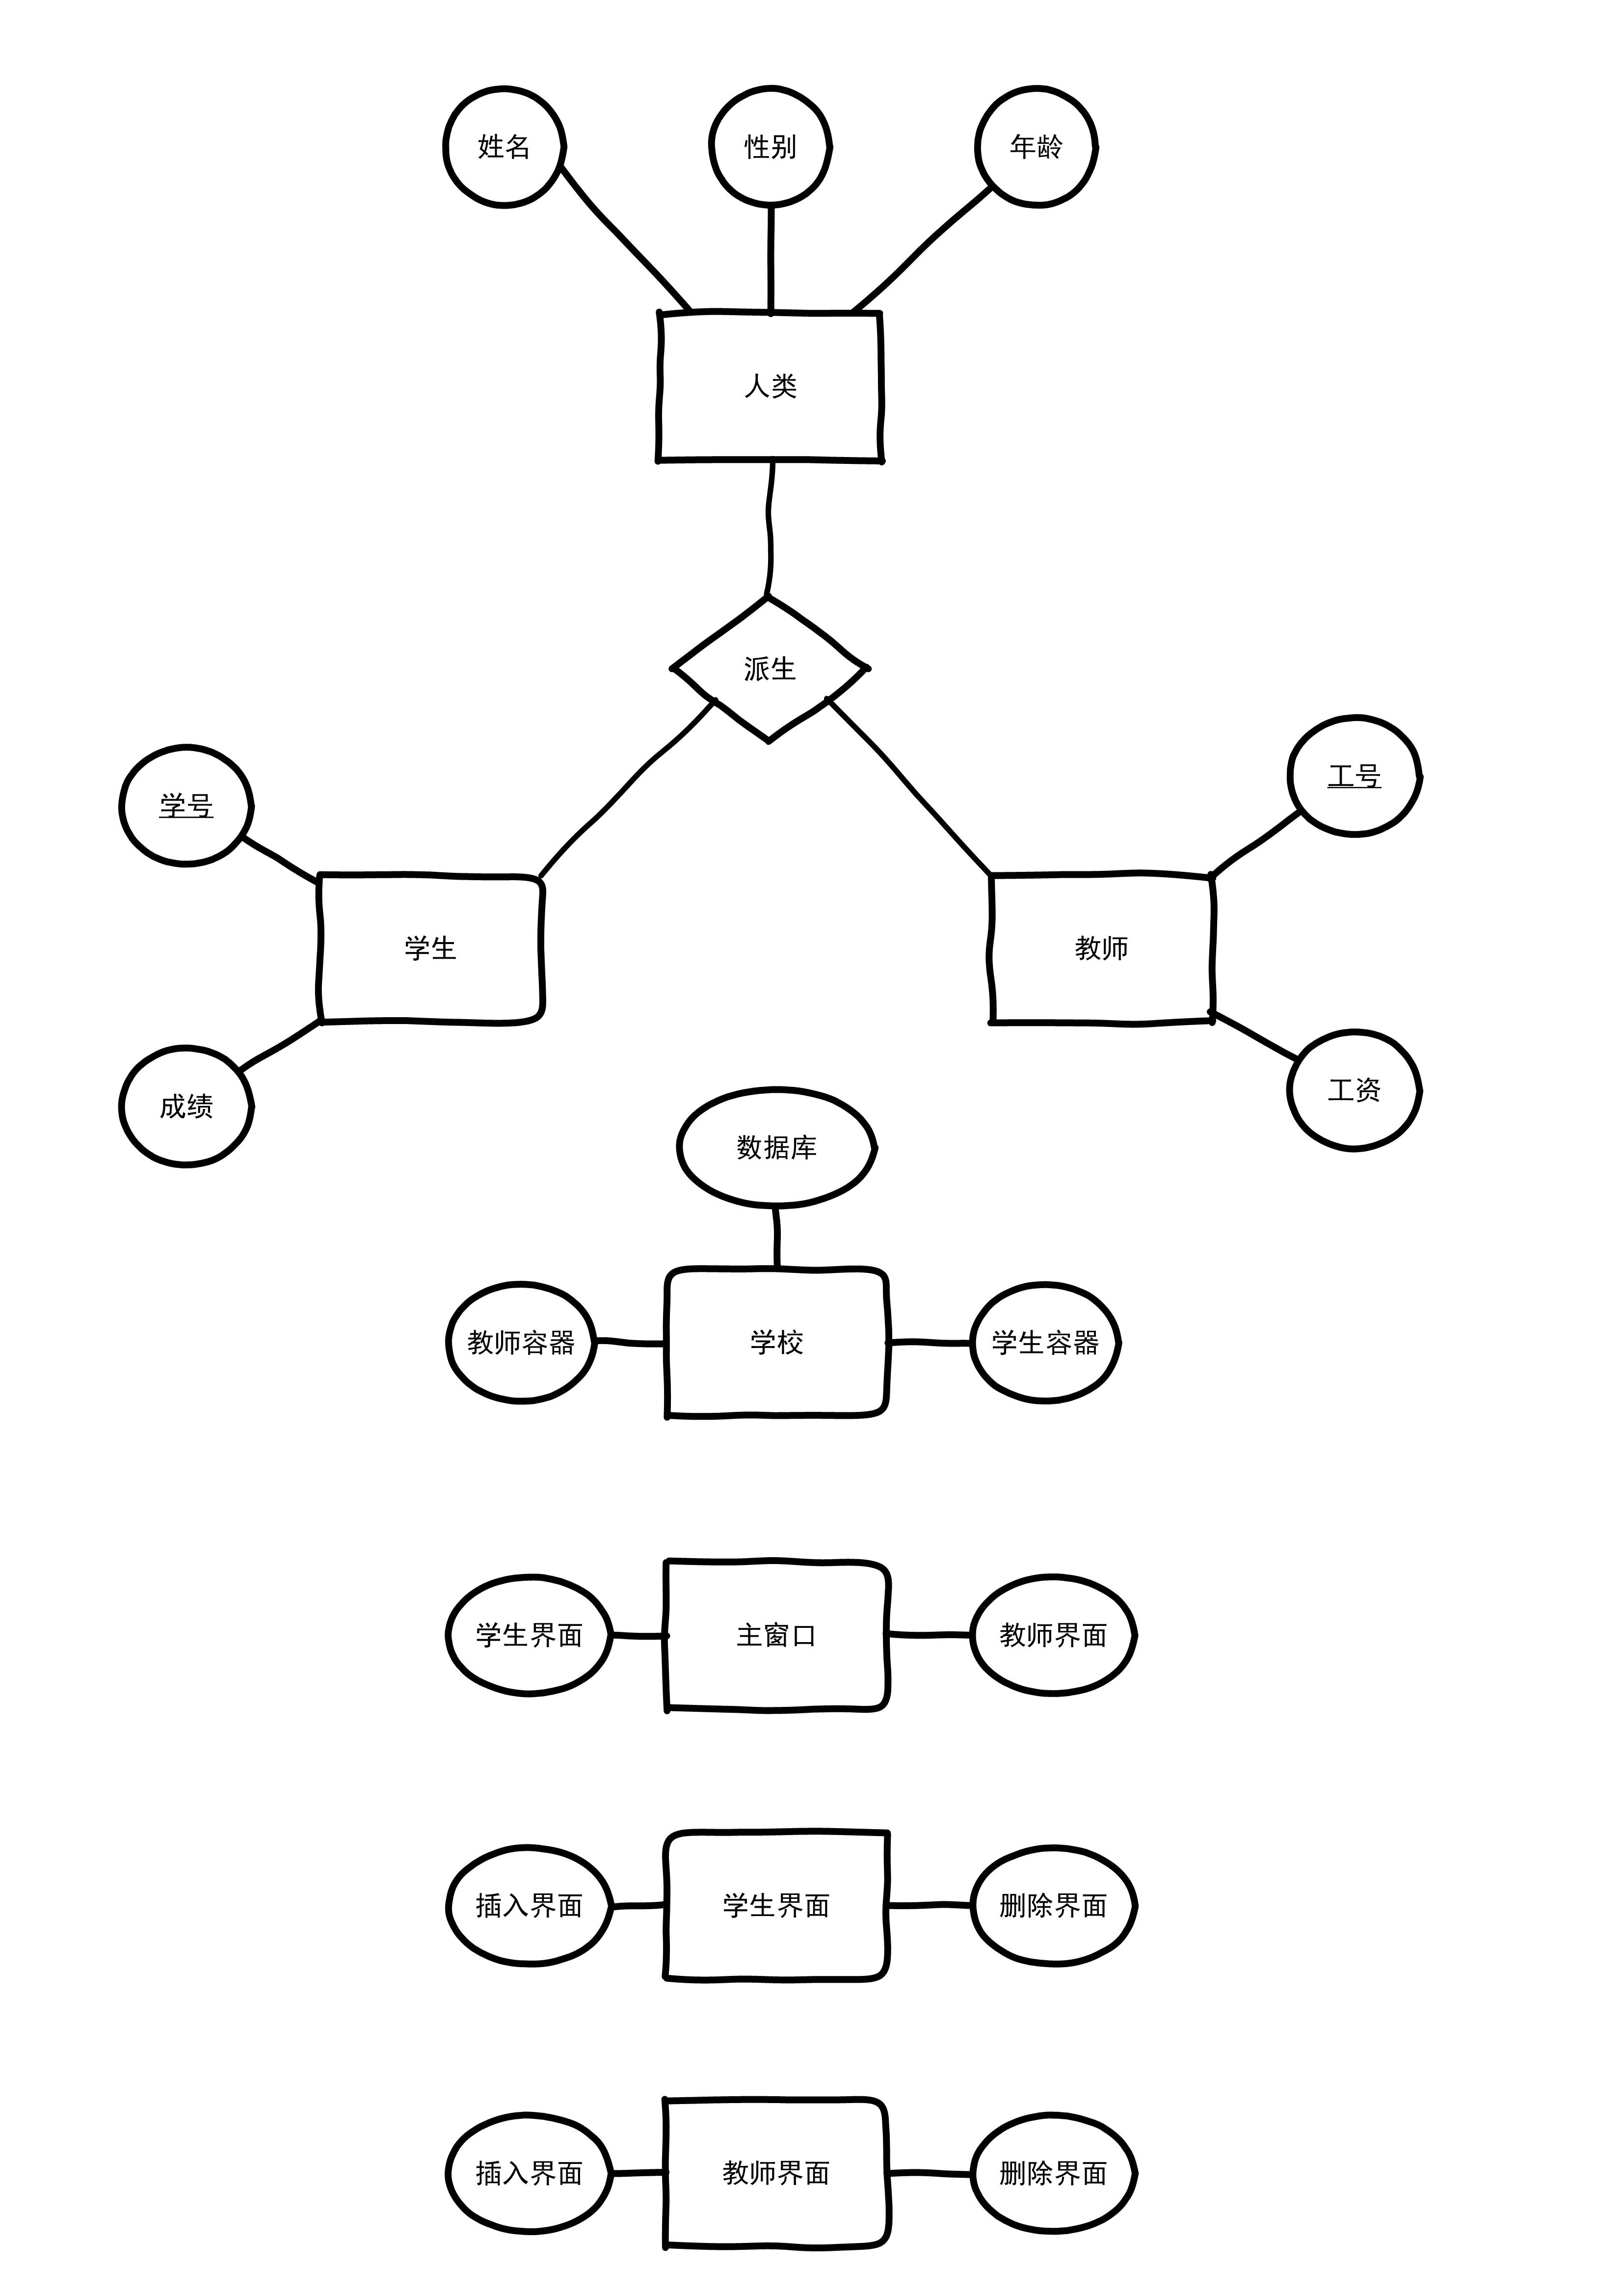 姓名
性别
年龄
人类
派生
工号
学号
学生
教师
工资
成绩
数据库
教师容器
学校
学生容器
学生界面
主窗口
教师界面
插入界面
学生界面
删除界面
插入界面
教师界面
删除界面